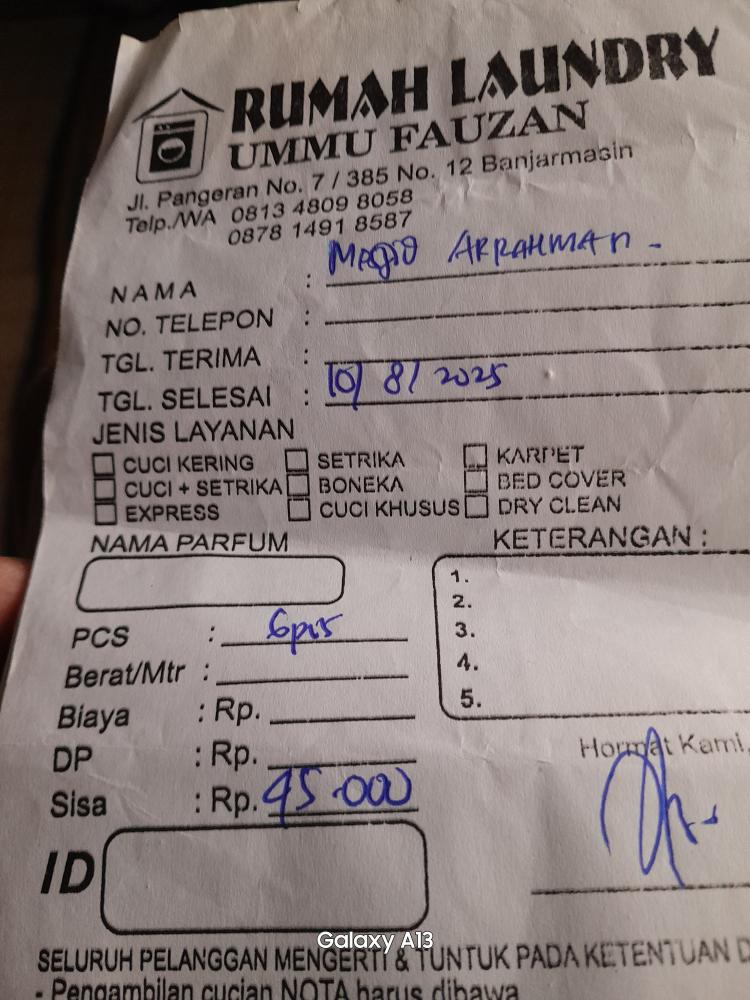 RUMAH LAUNDRY
UMMU FAUZAN
Jl. Pangeran No. 7 / 385 No. 12 Banjarmasin
Telp./WA 0813 4809 8058
0878 1491 8587
NAMA : ARRAHMAN -
NO. TELEPON :
TGL. TERIMA :
TGL. SELESAI : 10/8/2025
JENIS LAYANAN
CUCI KERING SETRIKA KARPET
CUCI + SETRIKA BONEKA BED COVER
EXPRESS CUCI KHUSUS DRY CLEAN
NAMA PARFUM KETERANGAN :
1.
2.
3.
4.
5.
PCS : 6pis
Berat/Mtr :
Biaya : Rp.
DP : Rp.
Sisa : Rp. 45.000
Hormat Kami,
ID
Galaxy A13
SELURUH PELANGGAN MENGERTI & TUNTUK PADA KETENTUAN D
- Pengambilan cucian NOTA harus dibawa